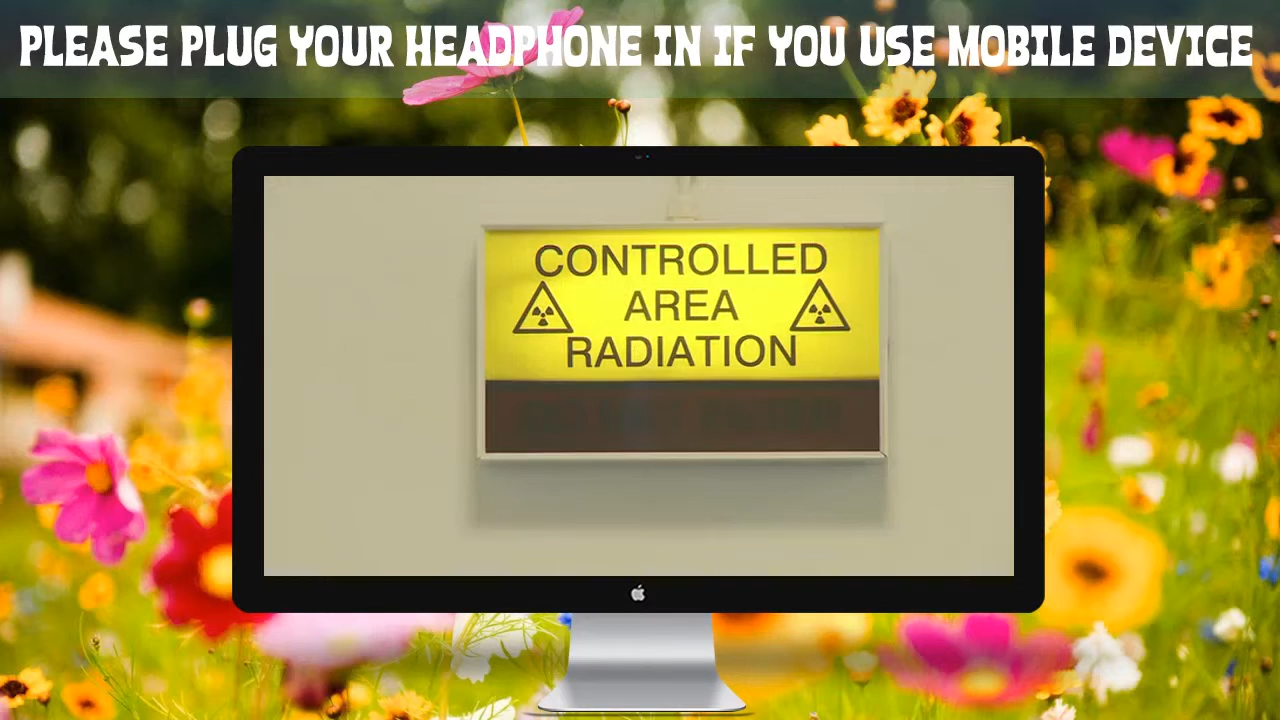 PLEASE PLUG YOUR HEADPHONE IN IF YOU USE MOBILE DEVICE
CONTROLLED
AREA
RADIATION